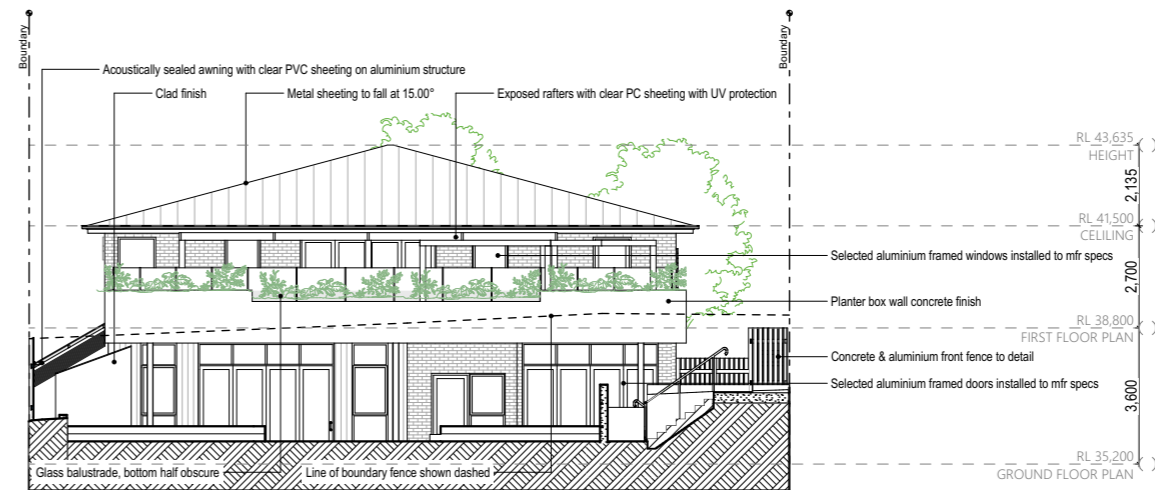 Boundary
Boundary
Acoustically sealed awning with clear PVC sheeting on aluminium structure
Clad finish
Metal sheeting to fall at 15.00°
Exposed rafters with clear PC sheeting with UV protection
RL 43,635
HEIGHT
2,135
RL 41,500
CELILING
Selected aluminium framed windows installed to mfr specs
2,700
Planter box wall concrete finish
RL 38,800
FIRST FLOOR PLAN
Concrete & aluminium front fence to detail
Selected aluminium framed doors installed to mfr specs
3,600
Glass balustrade, bottom half obscure
Line of boundary fence shown dashed
RL 35,200
GROUND FLOOR PLAN